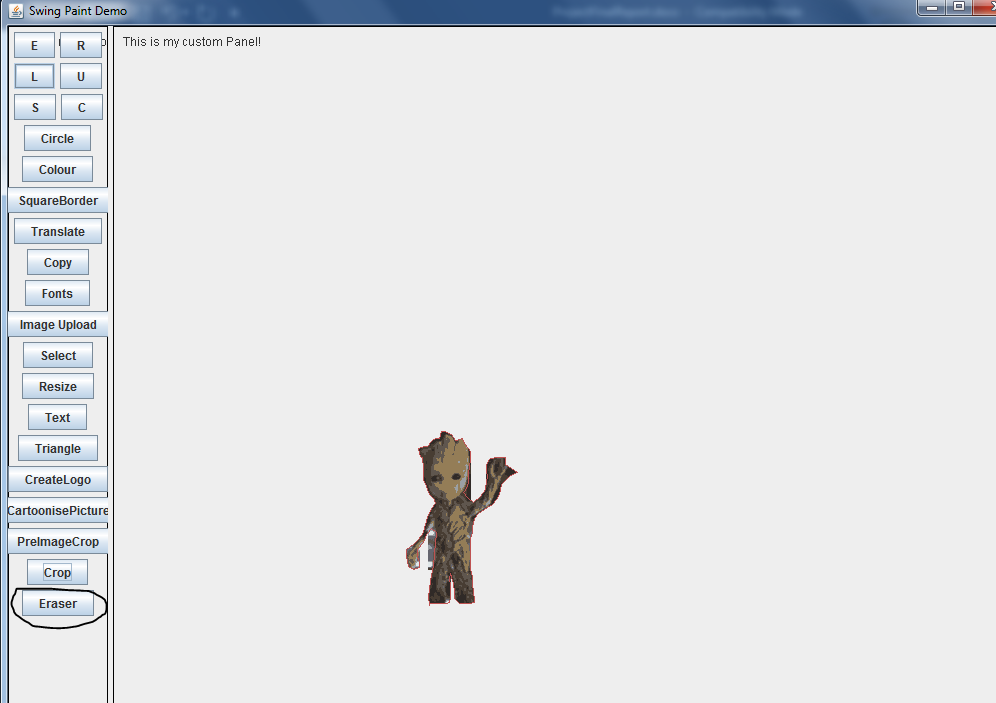 Swing Paint Demo
E R
This is my custom Panel!
L U
S C
Circle
Colour
SquareBorder
Translate
Copy
Fonts
Image Upload
Select
Resize
Text
Triangle
CreateLogo
CartoonisePicture
PreImageCrop
Crop
Eraser